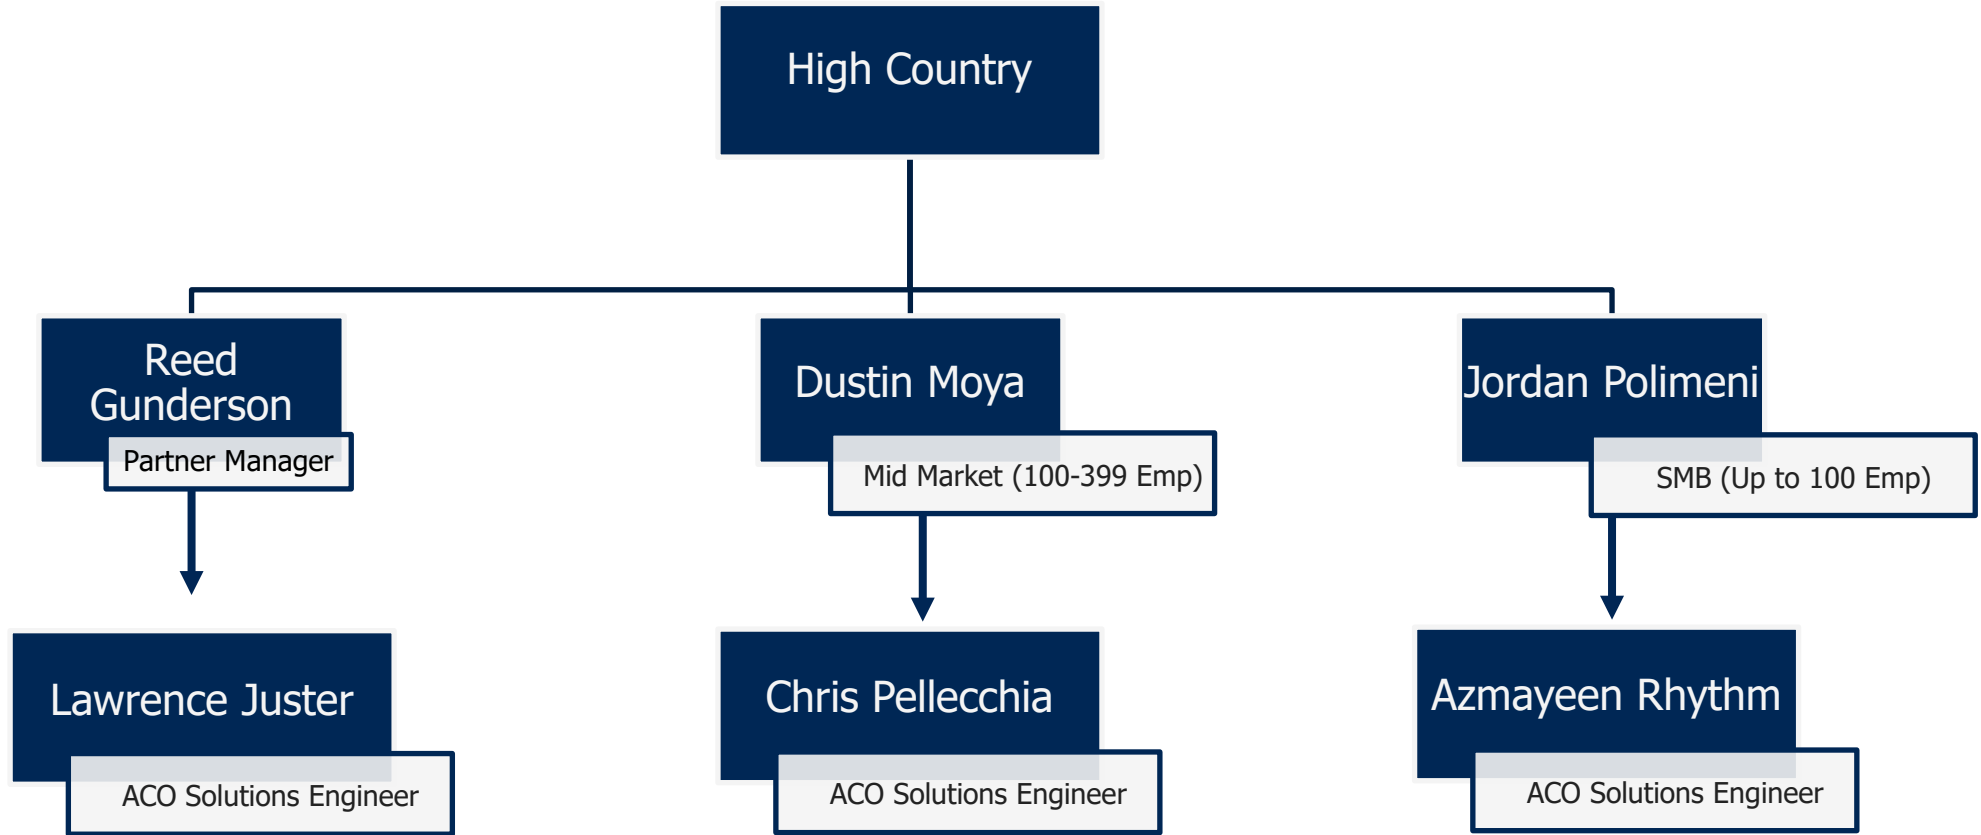 High Country
Reed
Gunderson
Partner Manager
Dustin Moya
Mid Market (100-399 Emp)
Jordan Polimeni
SMB (Up to 100 Emp)
Lawrence Juster
ACO Solutions Engineer
Chris Pellecchia
ACO Solutions Engineer
Azmayeen Rhythm
ACO Solutions Engineer